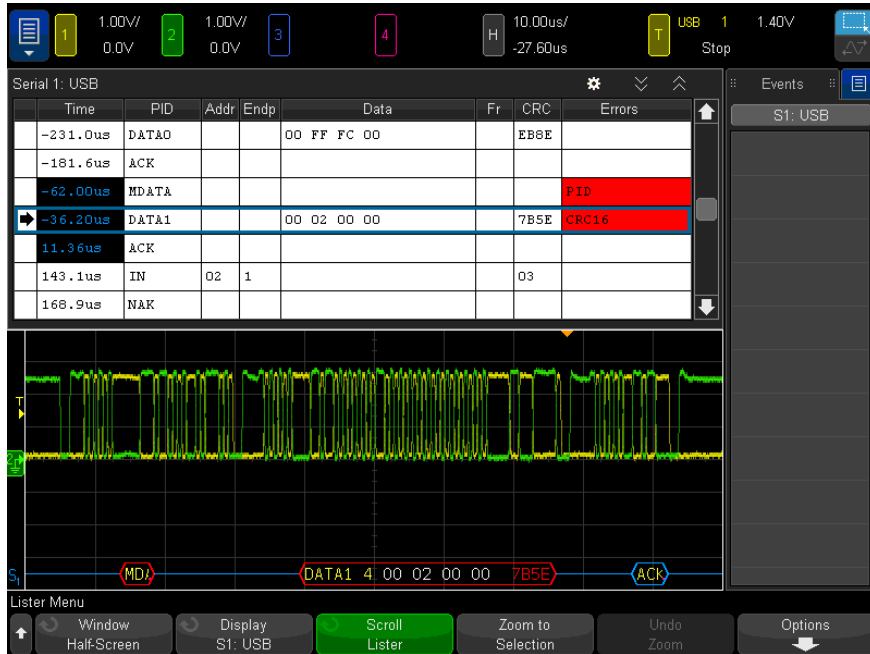 1 1.00V/ 0.0V 2 1.00V/ 0.0V 3 4 H 10.00us/ -27.60us T USB 1 1.40V Stop
Serial 1: USB
Time PID Addr Endp Data Fr CRC Errors
-231.0us DATA0 00 FF FC 00 EB8E
-181.6us ACK
-62.00us MDATA PID
-36.20us DATA1 00 02 00 00 7B5E CRC16
11.36us ACK
143.1us IN 02 1 03
168.9us NAK
Events
S1: USB
T
2
S1 MDA DATA1 4 00 02 00 00 7B5E ACK
Lister Menu
Window Half-Screen
Display S1: USB
Scroll Lister
Zoom to Selection
Undo Zoom
Options